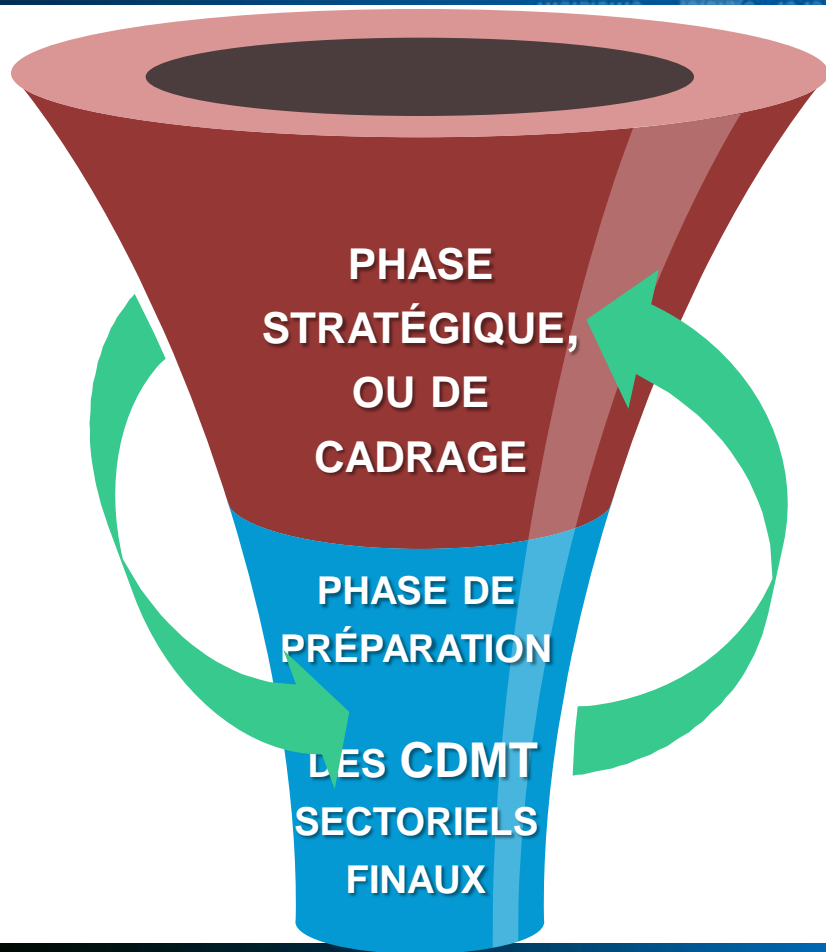 PHASE
STRATÉGIQUE,
OU DE
CADRAGE
PHASE DE
PRÉPARATION
DES CDMT
SECTORIELS
FINAUX